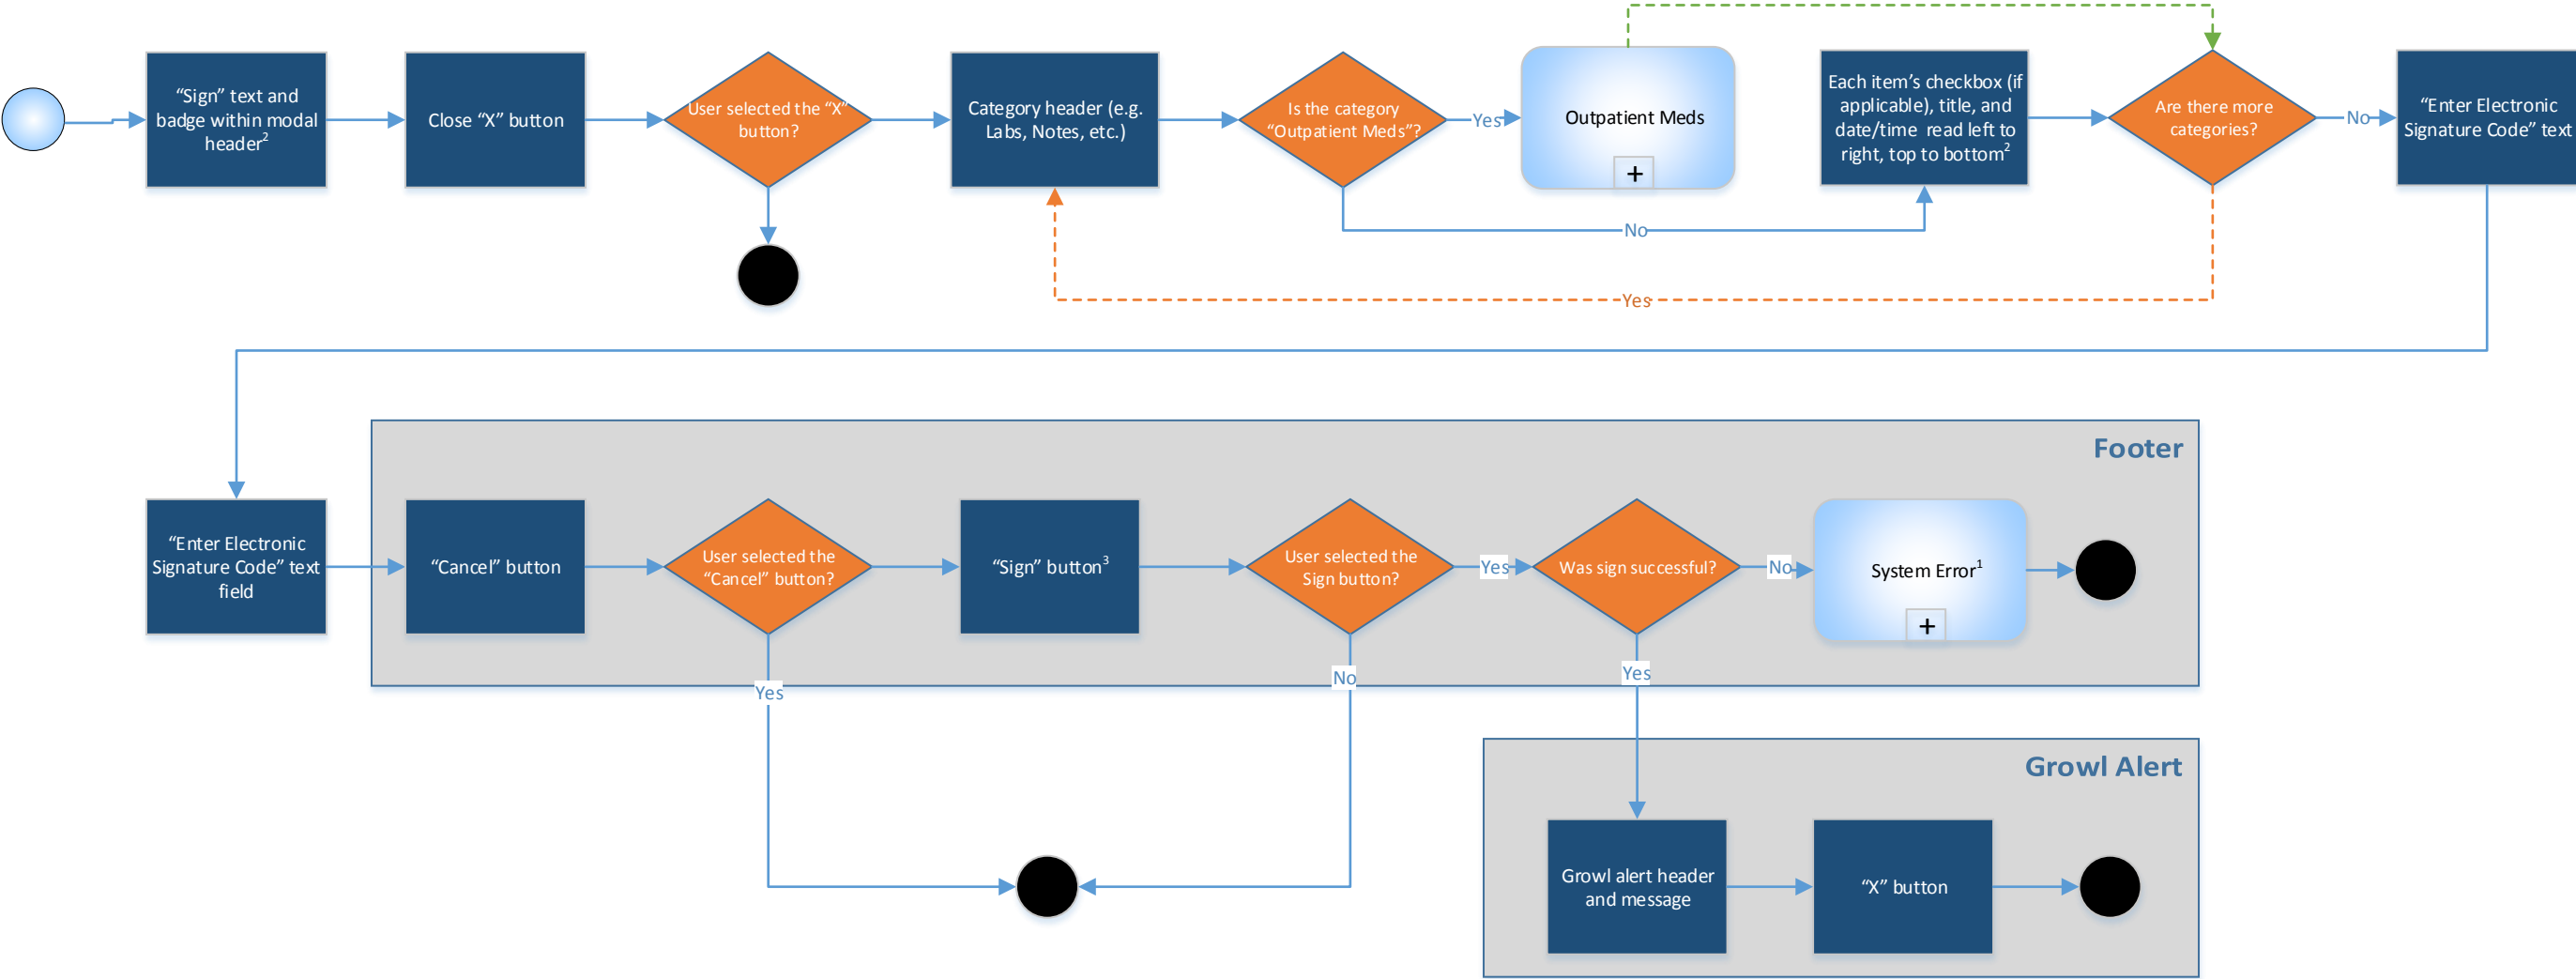 “Sign” text and
badge within modal
header2
Close “X” button
User selected the “X”
button?
Category header (e.g.
Labs, Notes, etc.)
Is the category
“Outpatient Meds”?
Yes
Outpatient Meds
+
Each item’s checkbox (if
applicable), title, and
date/time read left to
right, top to bottom2
Are there more
categories?
No
“Enter Electronic
Signature Code” text
No
Yes
Footer
“Enter Electronic
Signature Code” text
field
“Cancel” button
User selected the
“Cancel” button?
“Sign” button3
User selected the
Sign button?
Yes
Was sign successful?
No
System Error1
+
Yes
No
Yes
Growl Alert
Growl alert header
and message
“X” button